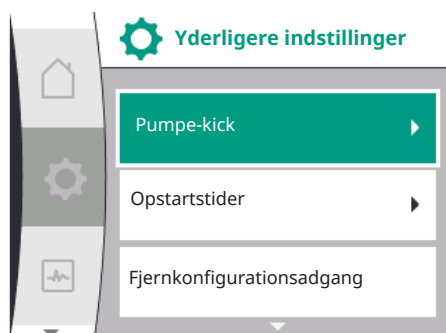 Yderligere indstillinger
Pumpe-kick
Opstartstider
Fjernkonfigurationsadgang